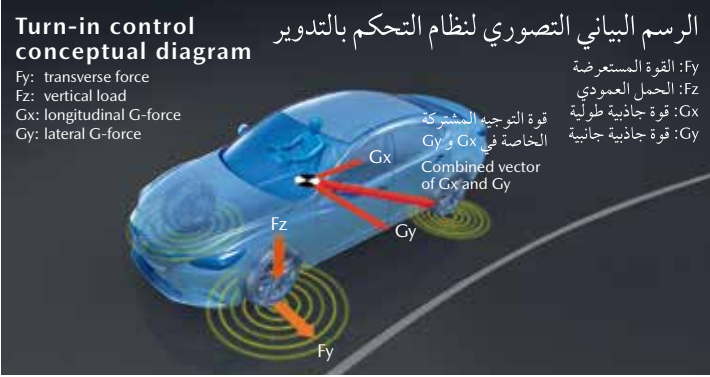 Turn-in control
conceptual diagram
Fy: transverse force
Fz: vertical load
Gx: longitudinal G-force
Gy: lateral G-force
الرسم البياني التصوري لنظام التحكم بالتدوير
Fy: القوة المستعرضة
Fz: الحمل العمودي
Gx: قوة جاذبية طولية
Gy: قوة جاذبية جانبية
قوة التوجيه المشتركة
الخاصة في Gx و Gy
Combined vector
of Gx and Gy
Gx
Gy
Fz
Fy